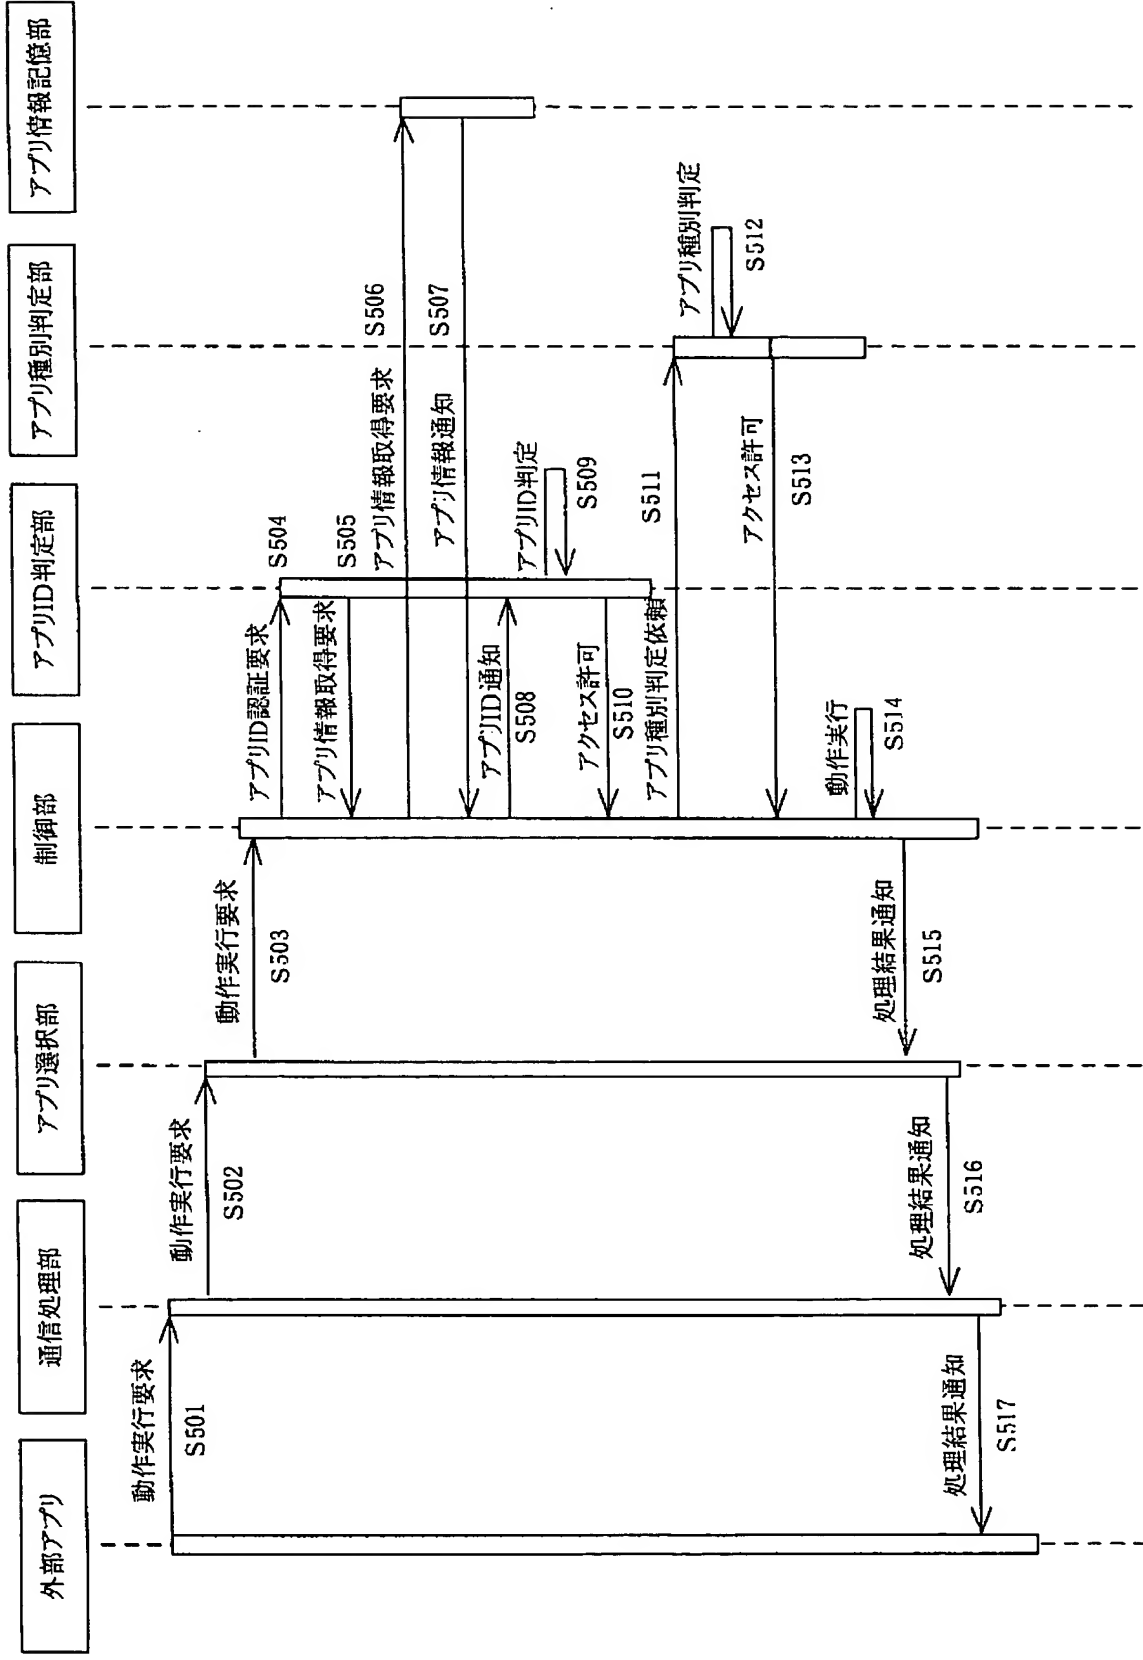 外部アプリ
通信処理部
アプリ選択部
制御部
アプリID判定部
アプリ種別判定部
アプリ情報記憶部
動作実行要求
S501
動作実行要求
S502
動作実行要求
S503
アプリID認証要求
S504
アプリ情報取得要求
S505
アプリ情報取得要求
S506
アプリ情報通知
S507
アプリID通知
S508
アプリID判定
S509
アクセス許可
S510
アプリ種別判定依頼
S511
アプリ種別判定
S512
アクセス許可
S513
動作実行
S514
処理結果通知
S515
処理結果通知
S516
処理結果通知
S517